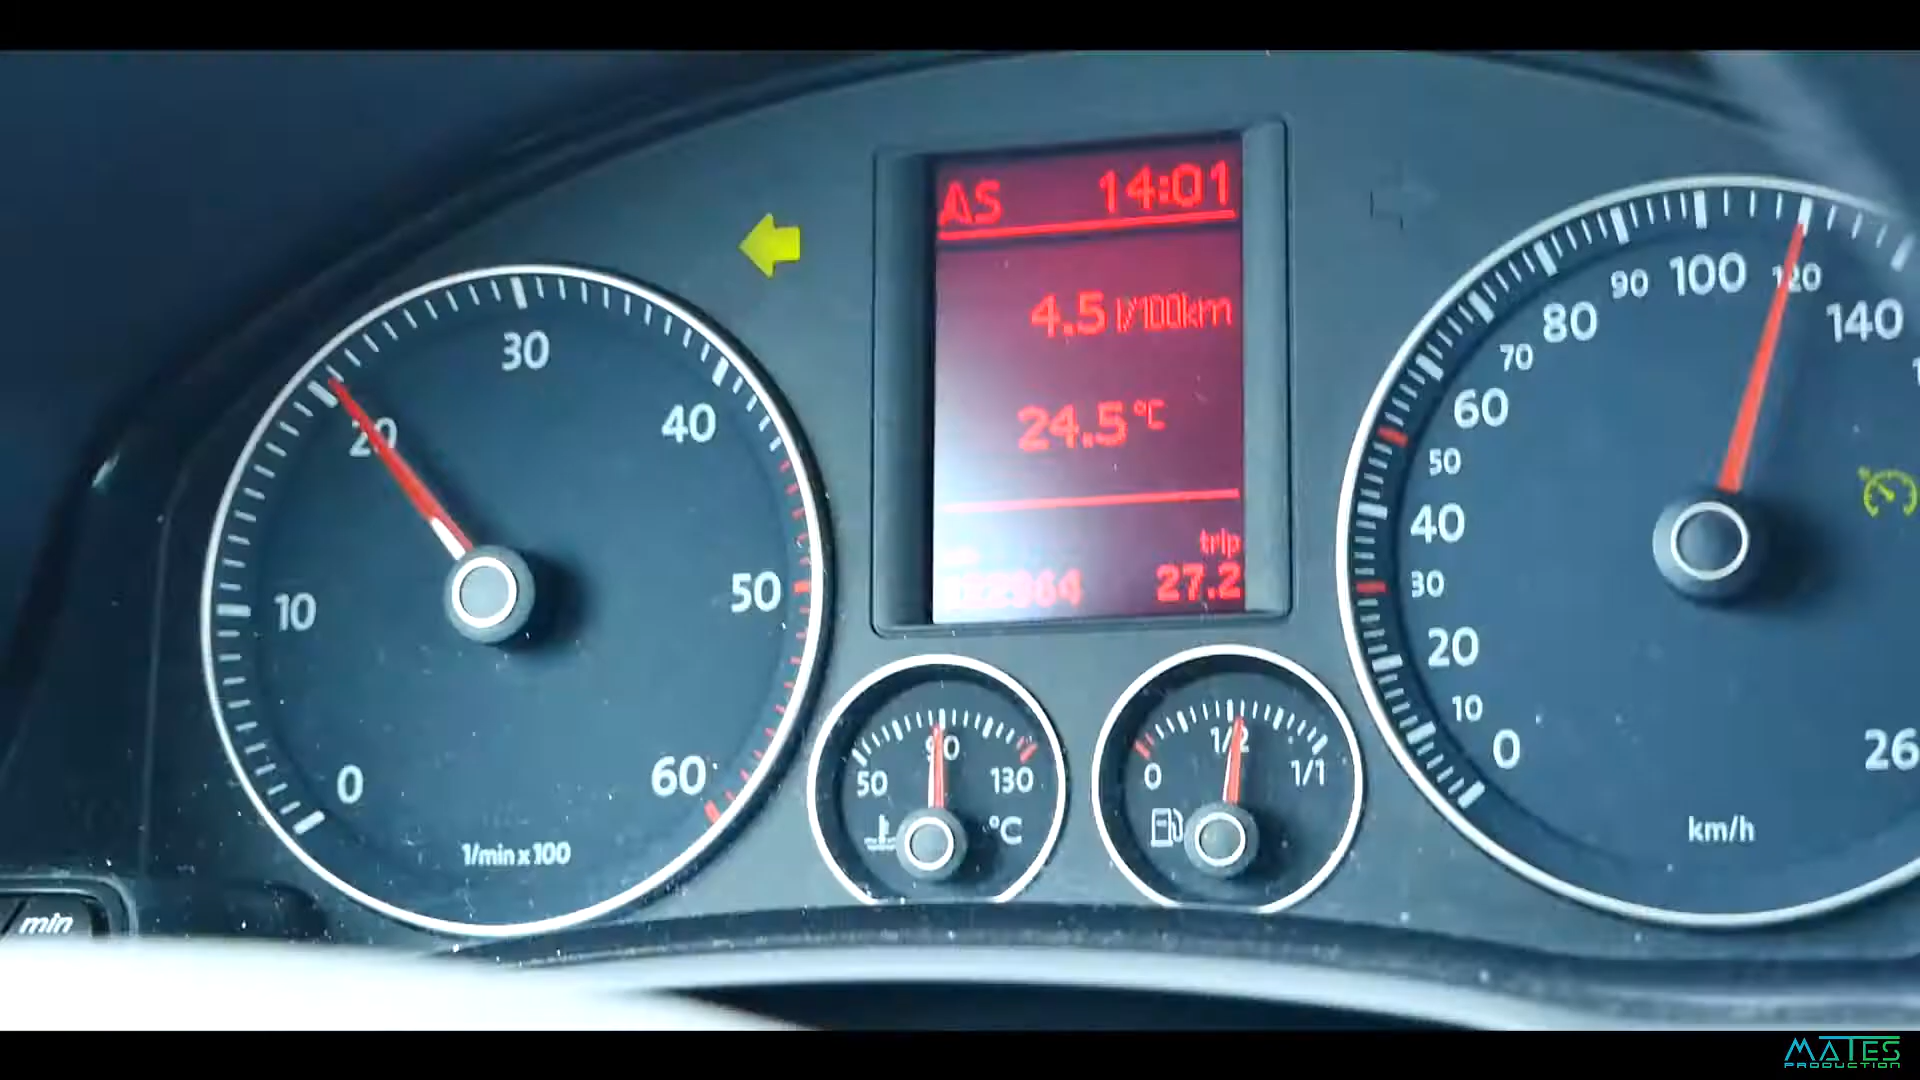 AS 14:01
4.5 l/100km
24.5 °C
trip
27.2
0
10
20
30
40
50
60
1/min x 100
50
90
130
°C
0
1/2
1/1
0
10
20
30
40
50
60
70
80
90
100
120
140
km/h
min
MATES
PRODUCTION